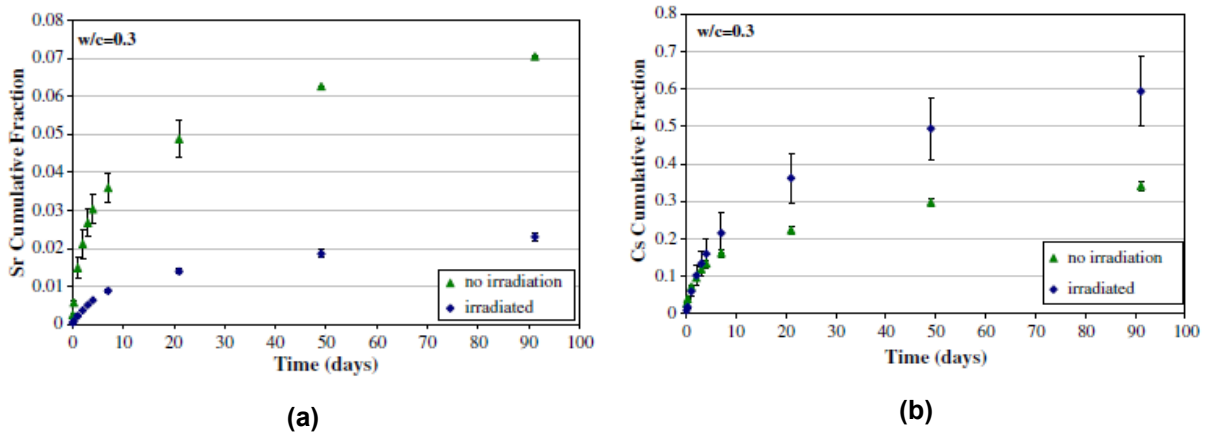 w/c=0.3
Sr Cumulative Fraction
0.08
0.07
0.06
0.05
0.04
0.03
0.02
0.01
0
no irradiation
irradiated
0 10 20 30 40 50 60 70 80 90 100
Time (days)
(a)
w/c=0.3
Cs Cumulative Fraction
0.8
0.7
0.6
0.5
0.4
0.3
0.2
0.1
0
no irradiation
irradiated
0 10 20 30 40 50 60 70 80 90 100
Time (days)
(b)